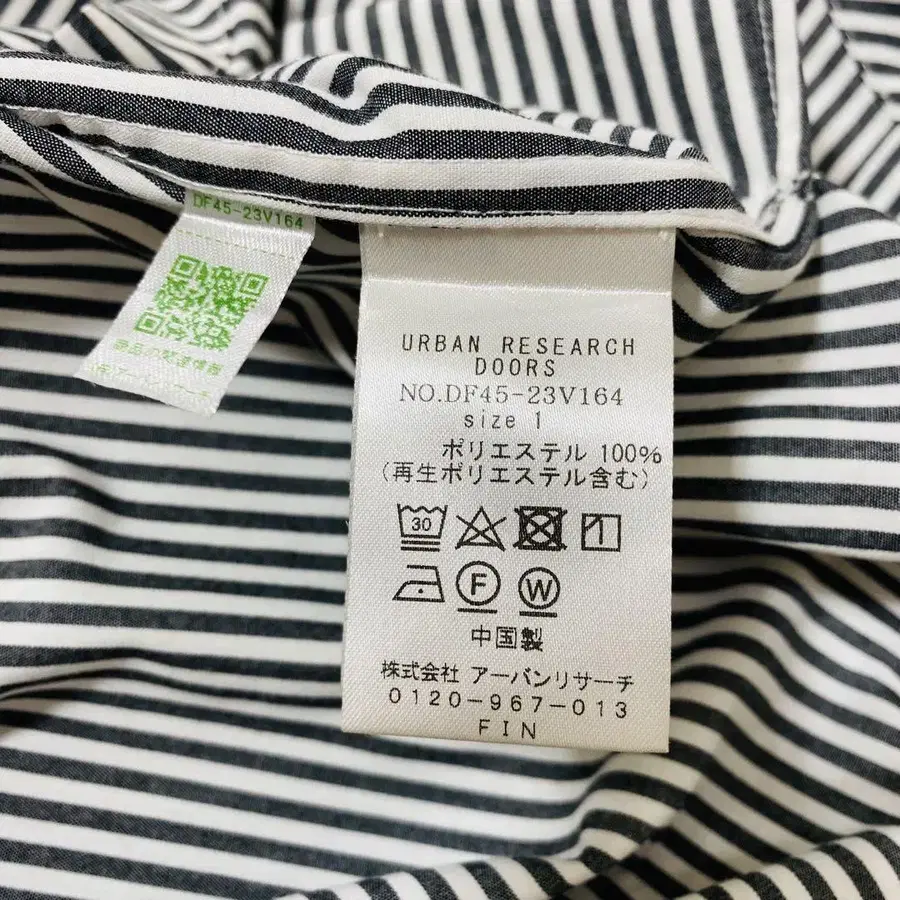 DF45-23V164
URBAN RESEARCH
DOORS
NO.DF45-23V164
size 1
ポリエステル 100%
(再生ポリエステル含む)
30
F
W
中国製
株式会社 アーバンリサーチ
0120-967-013
FIN